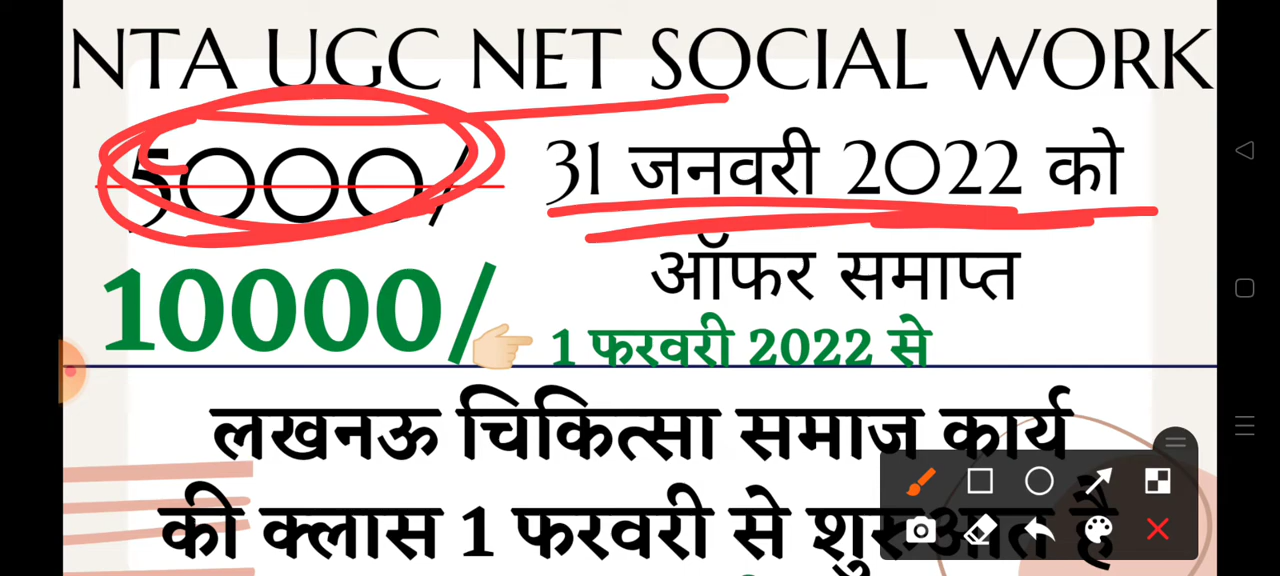 NTA UGC NET SOCIAL WORK
5000/
31 जनवरी 2022 को
ऑफर समाप्त
10000/
1 फरवरी 2022 से
लखनऊ चिकित्सा समाज कार्य
की क्लास 1 फरवरी से शुरुआत है